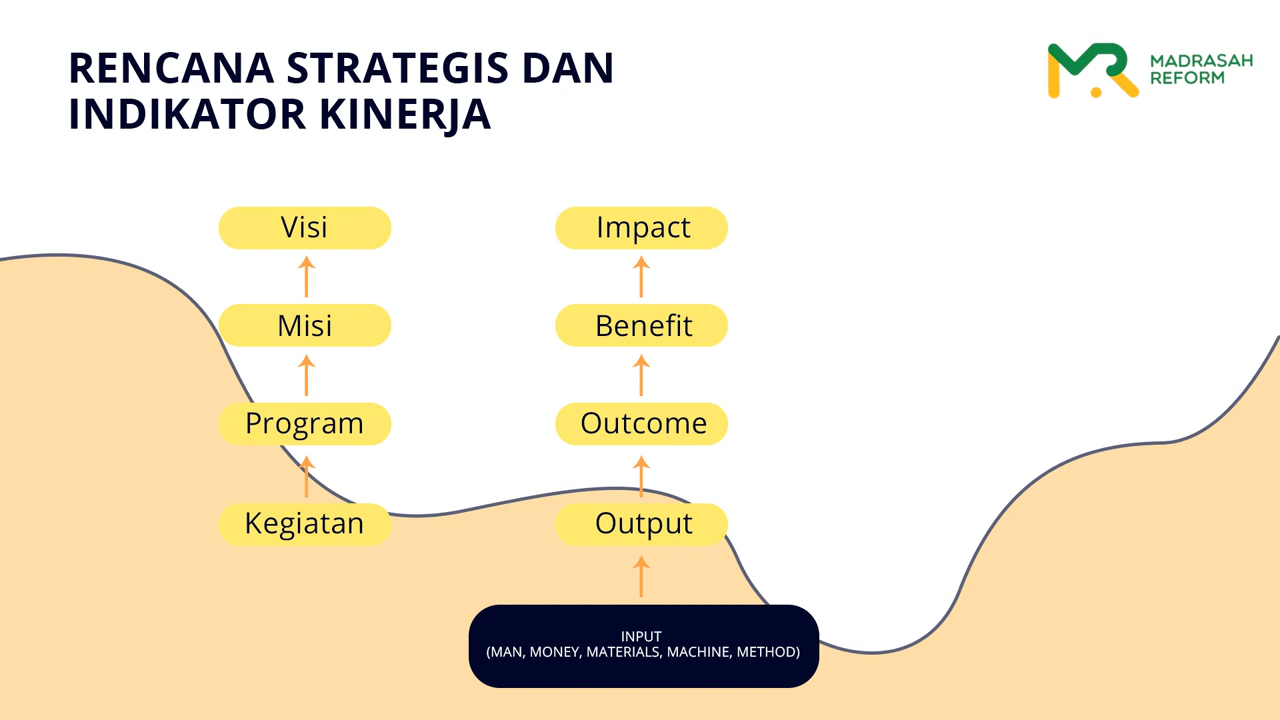 RENCANA STRATEGIS DAN
INDIKATOR KINERJA
MADRASAH
REFORM
Visi
Misi
Program
Kegiatan
Impact
Benefit
Outcome
Output
INPUT
(MAN, MONEY, MATERIALS, MACHINE, METHOD)